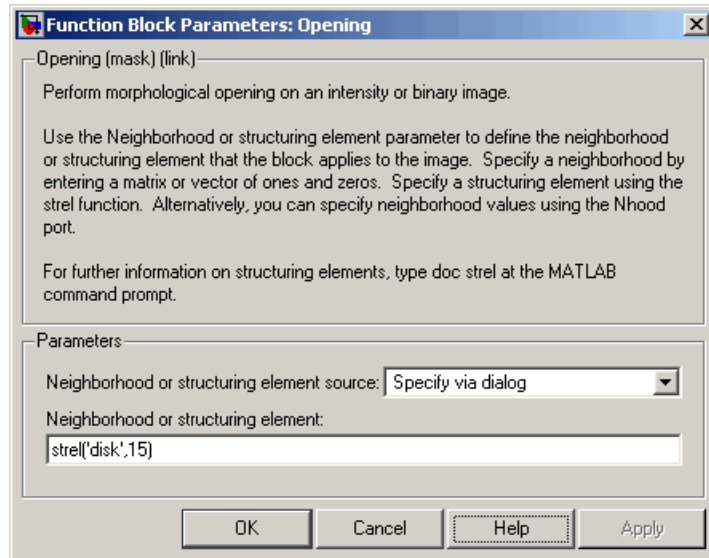 Function Block Parameters: Opening
Opening (mask) (link)
Perform morphological opening on an intensity or binary image.
Use the Neighborhood or structuring element parameter to define the neighborhood
or structuring element that the block applies to the image. Specify a neighborhood by
entering a matrix or vector of ones and zeros. Specify a structuring element using the
strel function. Alternatively, you can specify neighborhood values using the Nhood
port.
For further information on structuring elements, type doc strel at the MATLAB
command prompt.
Parameters
Neighborhood or structuring element source: Specify via dialog
Neighborhood or structuring element:
strel('disk',15)
OK Cancel Help Apply